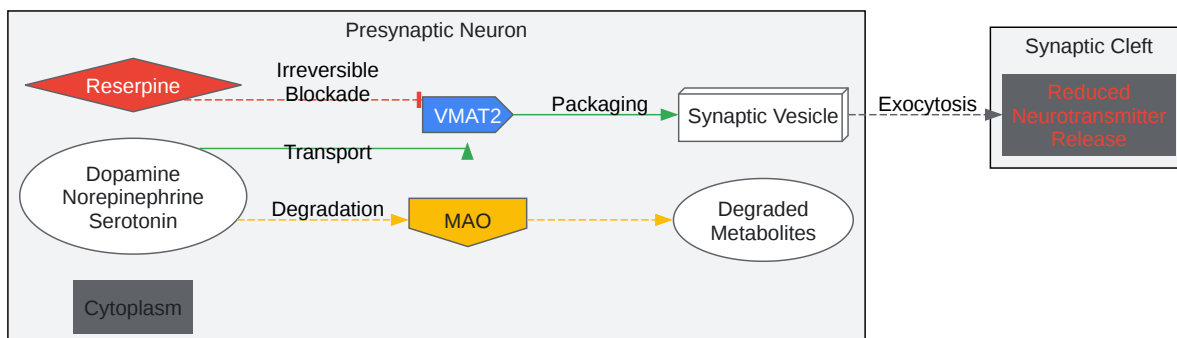 Presynaptic Neuron
Synaptic Cleft
Reserpine
Irreversible
Blockade
VMAT2
Packaging
Synaptic Vesicle
Exocytosis
Reduced
Neurotransmitter
Release
Transport
Dopamine
Norepinephrine
Serotonin
Degradation
MAO
Degraded
Metabolites
Cytoplasm